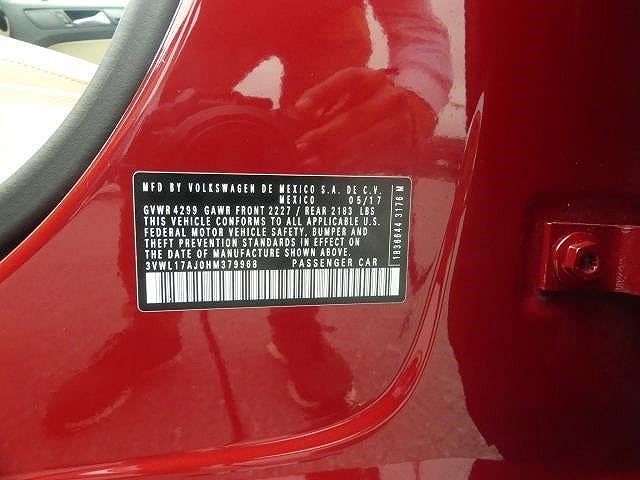 MFD BY VOLKSWAGEN DE MEXICO S.A. DE C.V.
MEXICO 05/17
GVWR 4299 GAWR FRONT 2227 / REAR 2183 LBS
THIS VEHICLE CONFORMS TO ALL APPLICABLE U.S.
FEDERAL MOTOR VEHICLE SAFETY, BUMPER AND
THEFT PREVENTION STANDARDS IN EFFECT ON
THE DATE OF MANUFACTURE SHOWN ABOVE.
3VWL17AJ0HM379968 PASSENGER CAR
1836644 3176 M